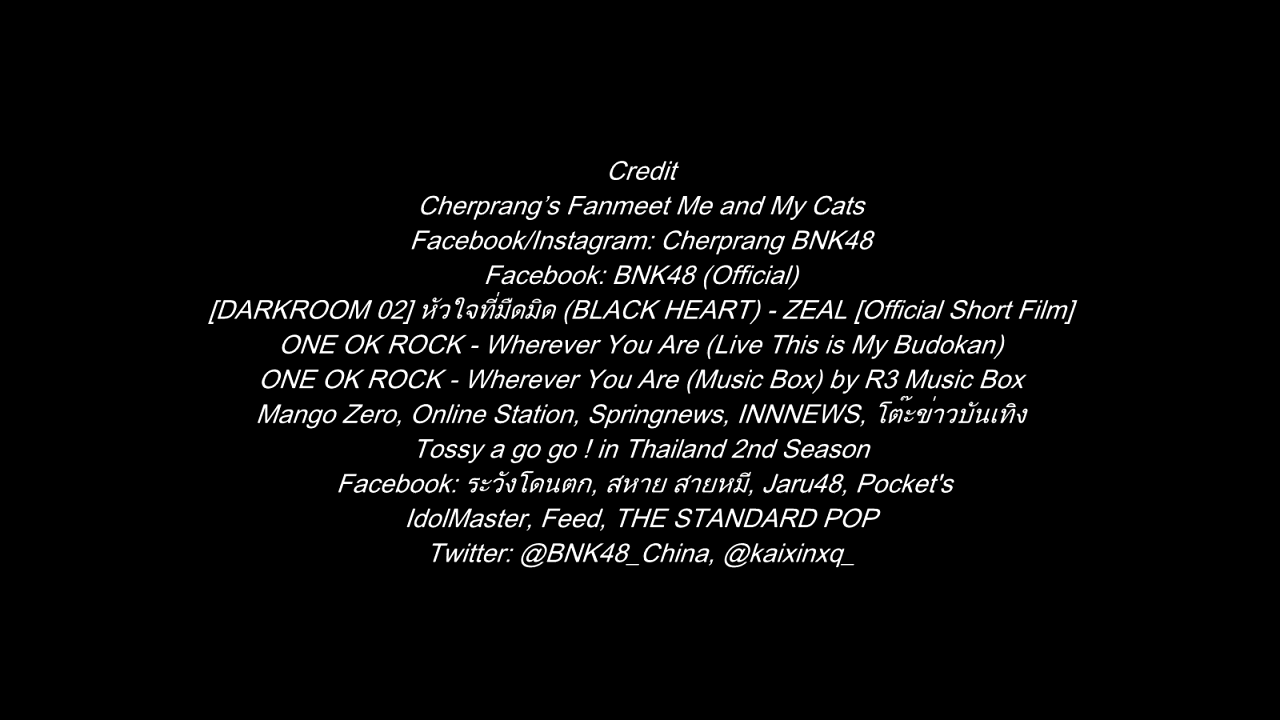 Credit
Cherprang’s Fanmeet Me and My Cats
Facebook/Instagram: Cherprang BNK48
Facebook: BNK48 (Official)
[DARKROOM 02] หัวใจที่มืดมิด (BLACK HEART) - ZEAL [Official Short Film]
ONE OK ROCK - Wherever You Are (Live This is My Budokan)
ONE OK ROCK - Wherever You Are (Music Box) by R3 Music Box
Mango Zero, Online Station, Springnews, INNNEWS, โต๊ะข่าวบันเทิง
Tossy a go go ! in Thailand 2nd Season
Facebook: ระวังโดนตก, สหาย สายหมี, Jaru48, Pocket's
IdolMaster, Feed, THE STANDARD POP
Twitter: @BNK48_China, @kaixinxq_